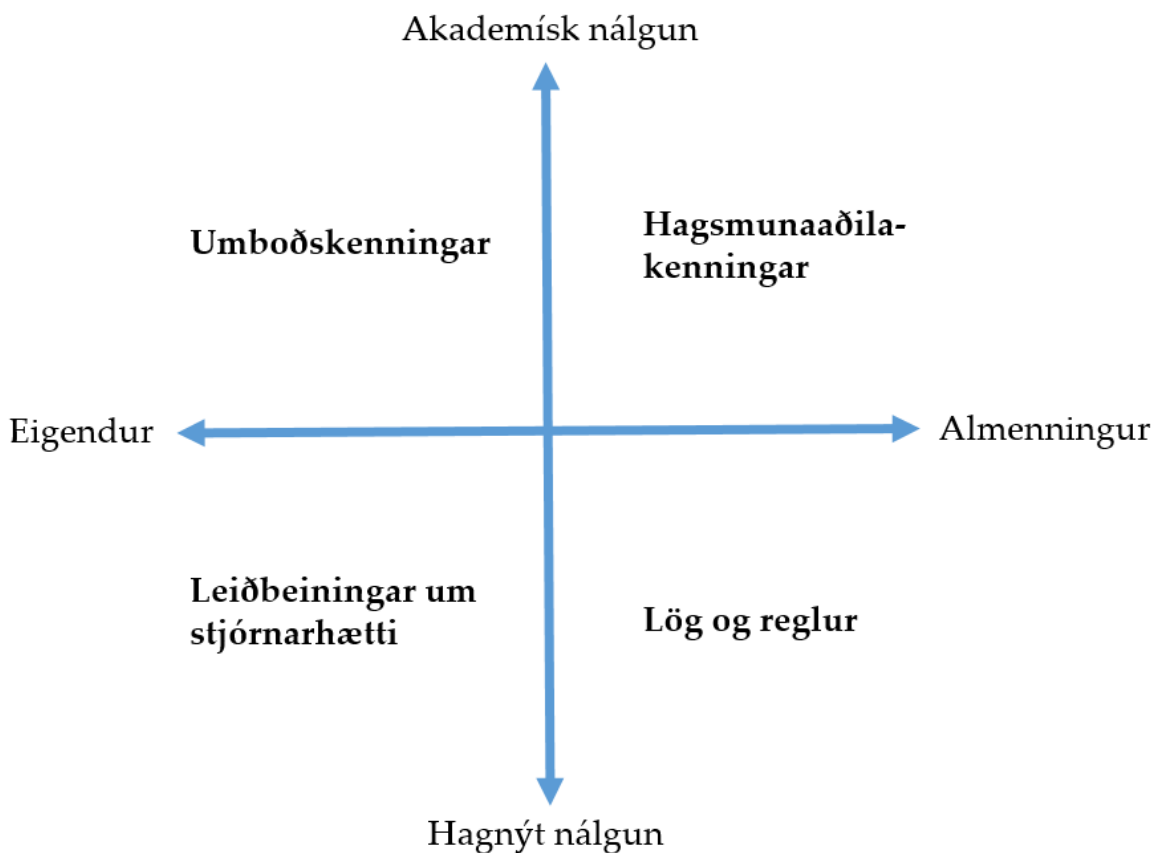 Akademísk nálgun
Umboðskenningar
Hagsmunaaðila-
kenningar
Eigendur
Almenningur
Leiðbeiningar um
stjórnarhætti
Lög og reglur
Hagnýt nálgun